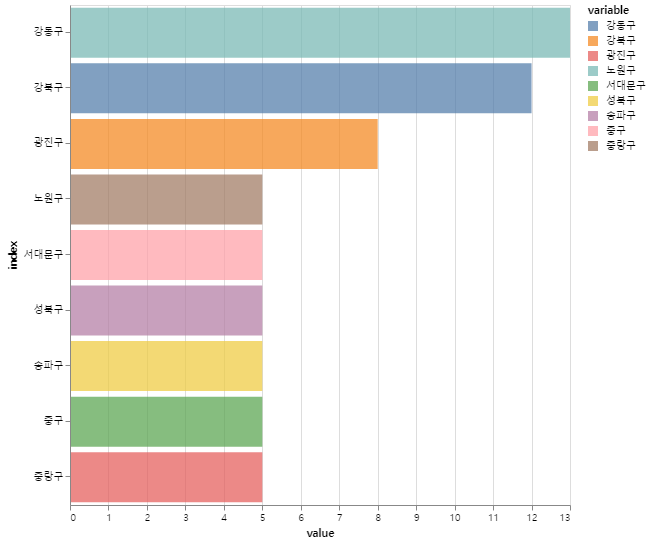 variable
강동구
강북구
광진구
노원구
서대문구
성북구
송파구
중구
중랑구
index
강동구
강북구
광진구
노원구
서대문구
성북구
송파구
중구
중랑구
0 1 2 3 4 5 6 7 8 9 10 11 12 13
value